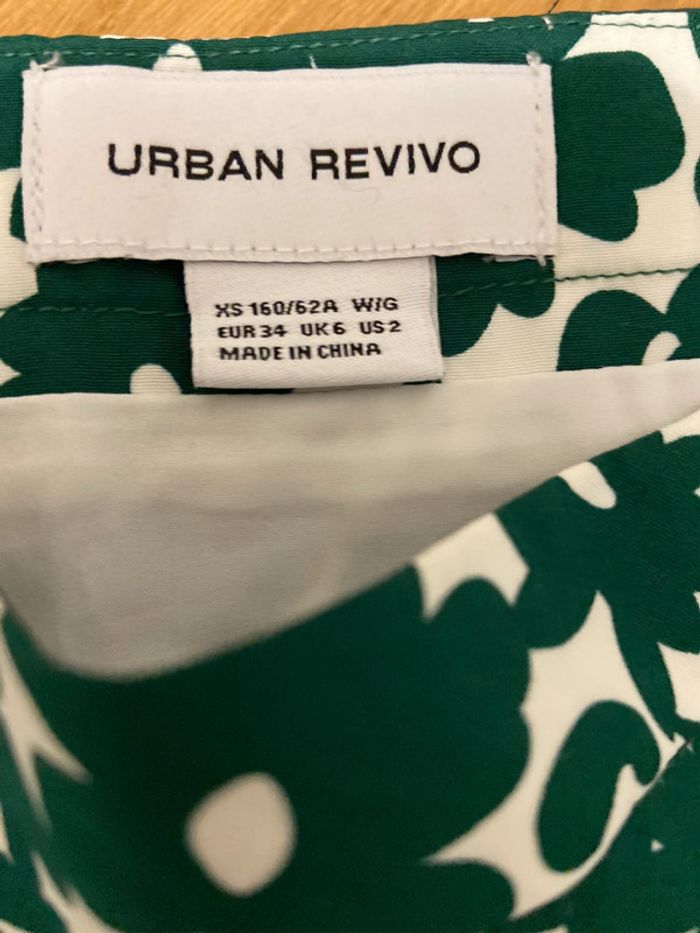 URBAN REVIVO
XS 160/62A W/G
EUR 34 UK 6 US 2
MADE IN CHINA